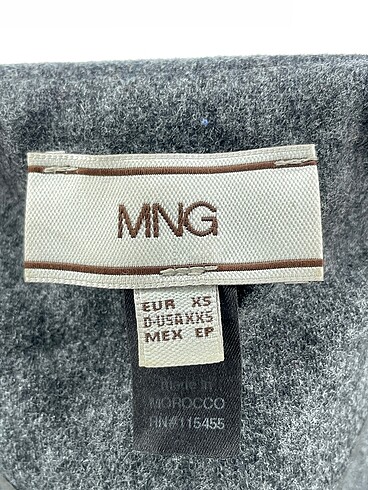 MNG
EUR XS
D-USA XXS
MEX EP
made in
MOROCCO
RN#115455